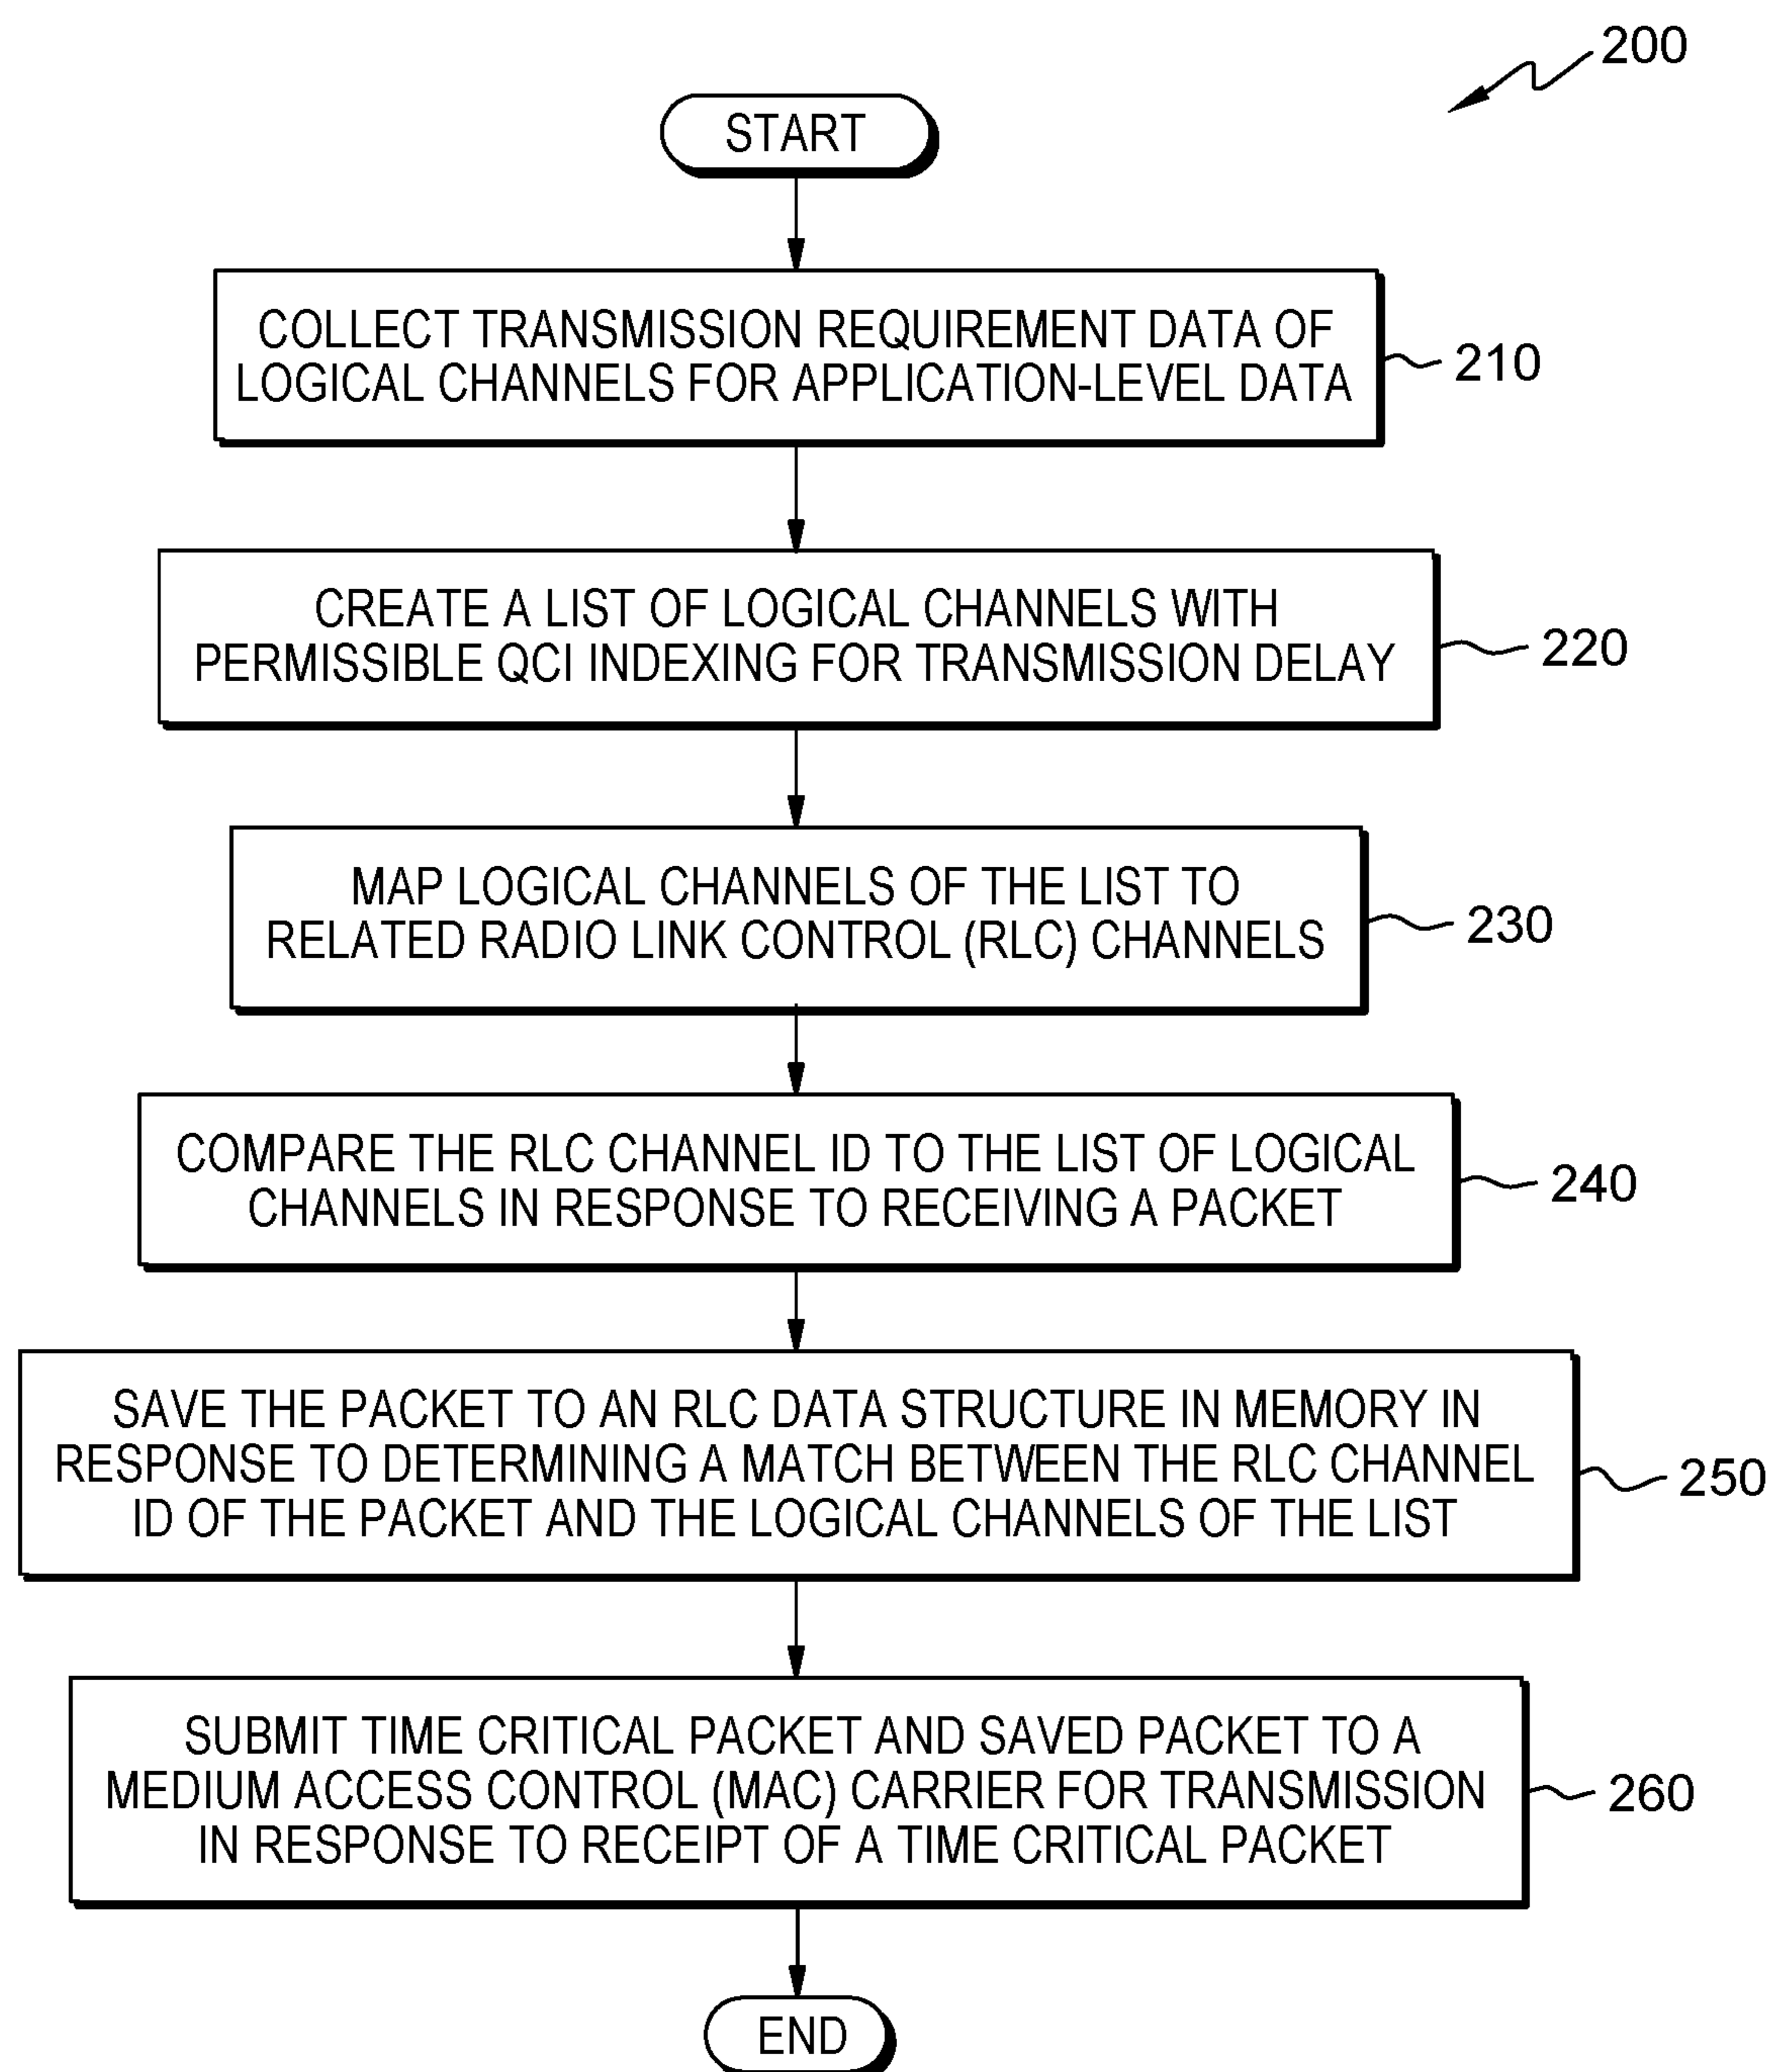 200
START
COLLECT TRANSMISSION REQUIREMENT DATA OF
LOGICAL CHANNELS FOR APPLICATION-LEVEL DATA
210
CREATE A LIST OF LOGICAL CHANNELS WITH
PERMISSIBLE QCI INDEXING FOR TRANSMISSION DELAY
220
MAP LOGICAL CHANNELS OF THE LIST TO
RELATED RADIO LINK CONTROL (RLC) CHANNELS
230
COMPARE THE RLC CHANNEL ID TO THE LIST OF LOGICAL
CHANNELS IN RESPONSE TO RECEIVING A PACKET
240
SAVE THE PACKET TO AN RLC DATA STRUCTURE IN MEMORY IN
RESPONSE TO DETERMINING A MATCH BETWEEN THE RLC CHANNEL
ID OF THE PACKET AND THE LOGICAL CHANNELS OF THE LIST
250
SUBMIT TIME CRITICAL PACKET AND SAVED PACKET TO A
MEDIUM ACCESS CONTROL (MAC) CARRIER FOR TRANSMISSION
IN RESPONSE TO RECEIPT OF A TIME CRITICAL PACKET
260
END